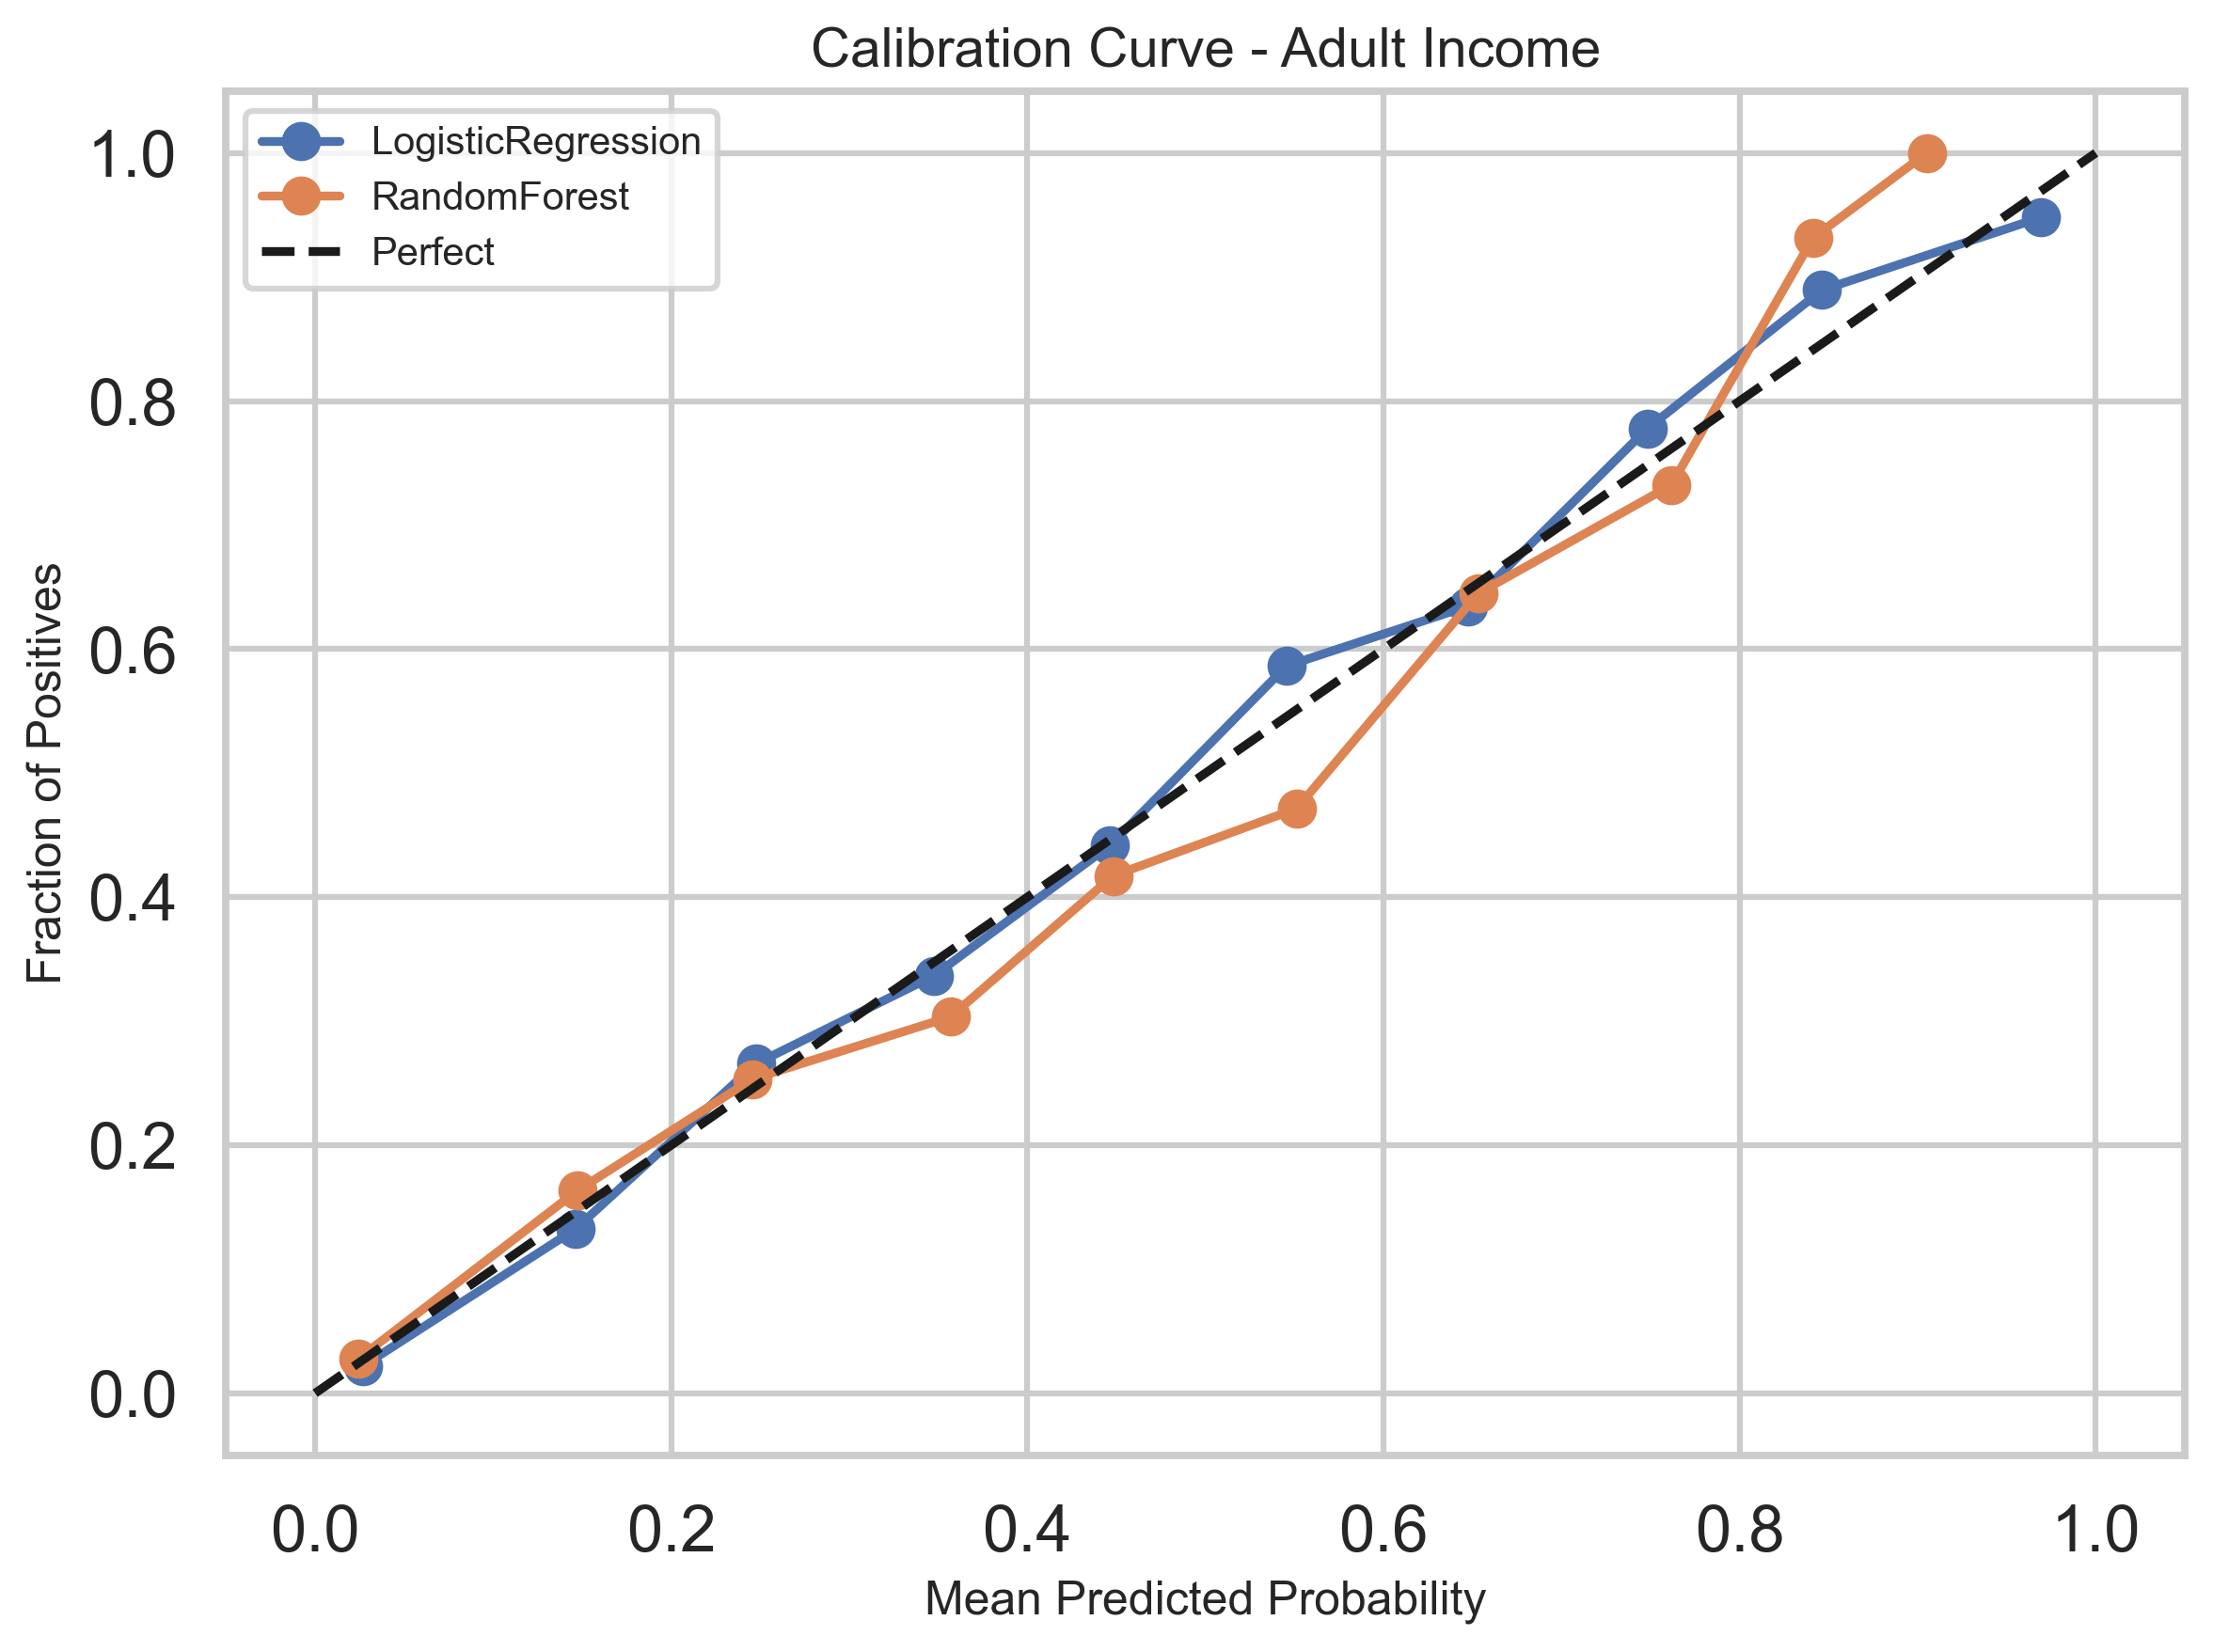 Calibration Curve - Adult Income
LogisticRegression
RandomForest
Perfect
1.0
0.8
0.6
0.4
0.2
0.0
Fraction of Positives
0.0 0.2 0.4 0.6 0.8 1.0
Mean Predicted Probability